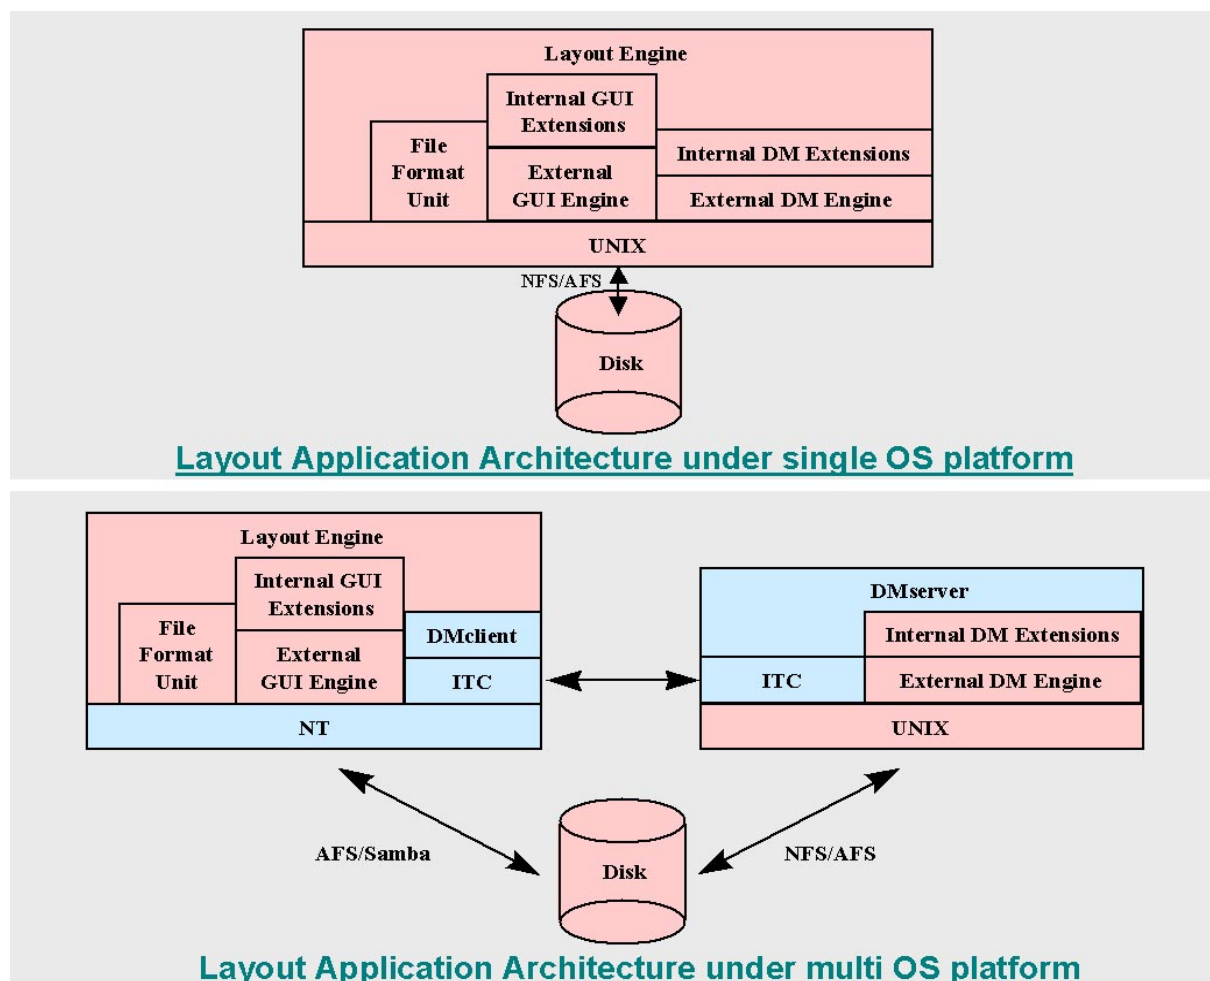 Layout Engine
Internal GUI
Extensions
File
Format
Unit
External
GUI Engine
Internal DM Extensions
External DM Engine
UNIX
NFS/AFS
Disk
Layout Application Architecture under single OS platform
Layout Engine
Internal GUI
Extensions
File
Format
Unit
External
GUI Engine
DMclient
ITC
NT
DMserver
Internal DM Extensions
ITC
External DM Engine
UNIX
AFS/Samba
NFS/AFS
Disk
Layout Application Architecture under multi OS platform